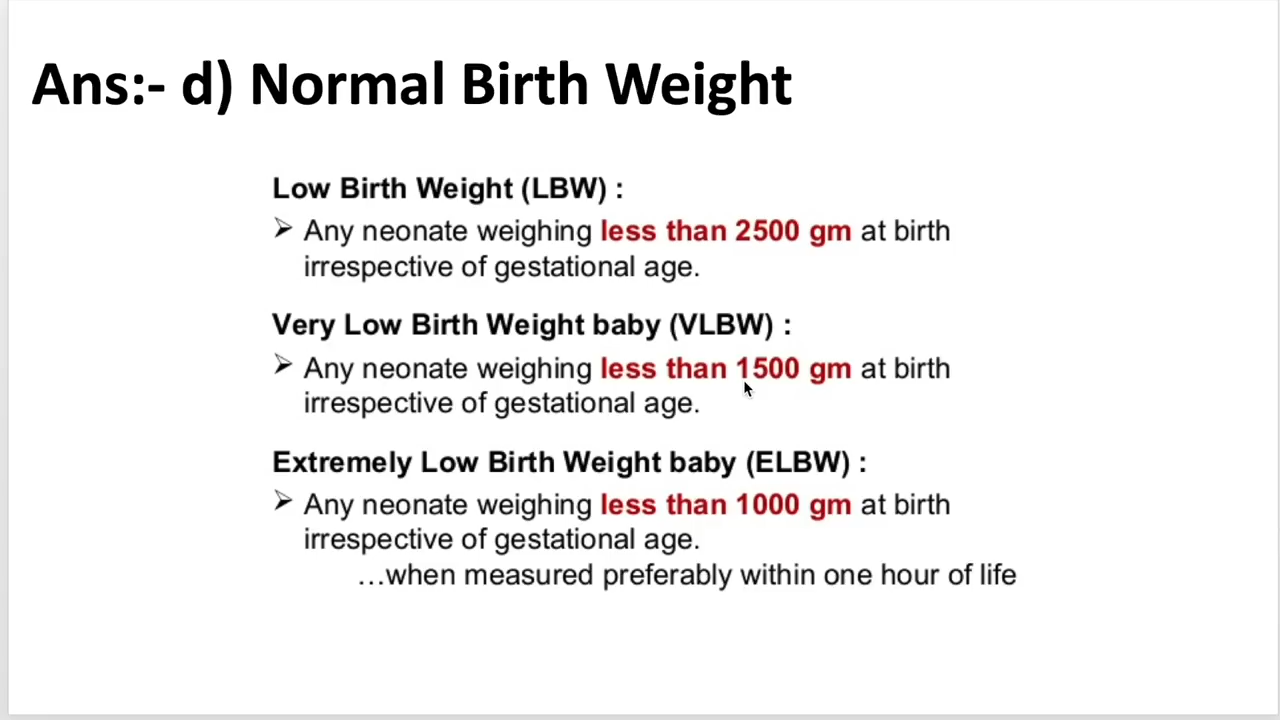 Ans:- d) Normal Birth Weight
Low Birth Weight (LBW) :
➢ Any neonate weighing less than 2500 gm at birth
irrespective of gestational age.
Very Low Birth Weight baby (VLBW) :
➢ Any neonate weighing less than 1500 gm at birth
irrespective of gestational age.
Extremely Low Birth Weight baby (ELBW) :
➢ Any neonate weighing less than 1000 gm at birth
irrespective of gestational age.
…when measured preferably within one hour of life